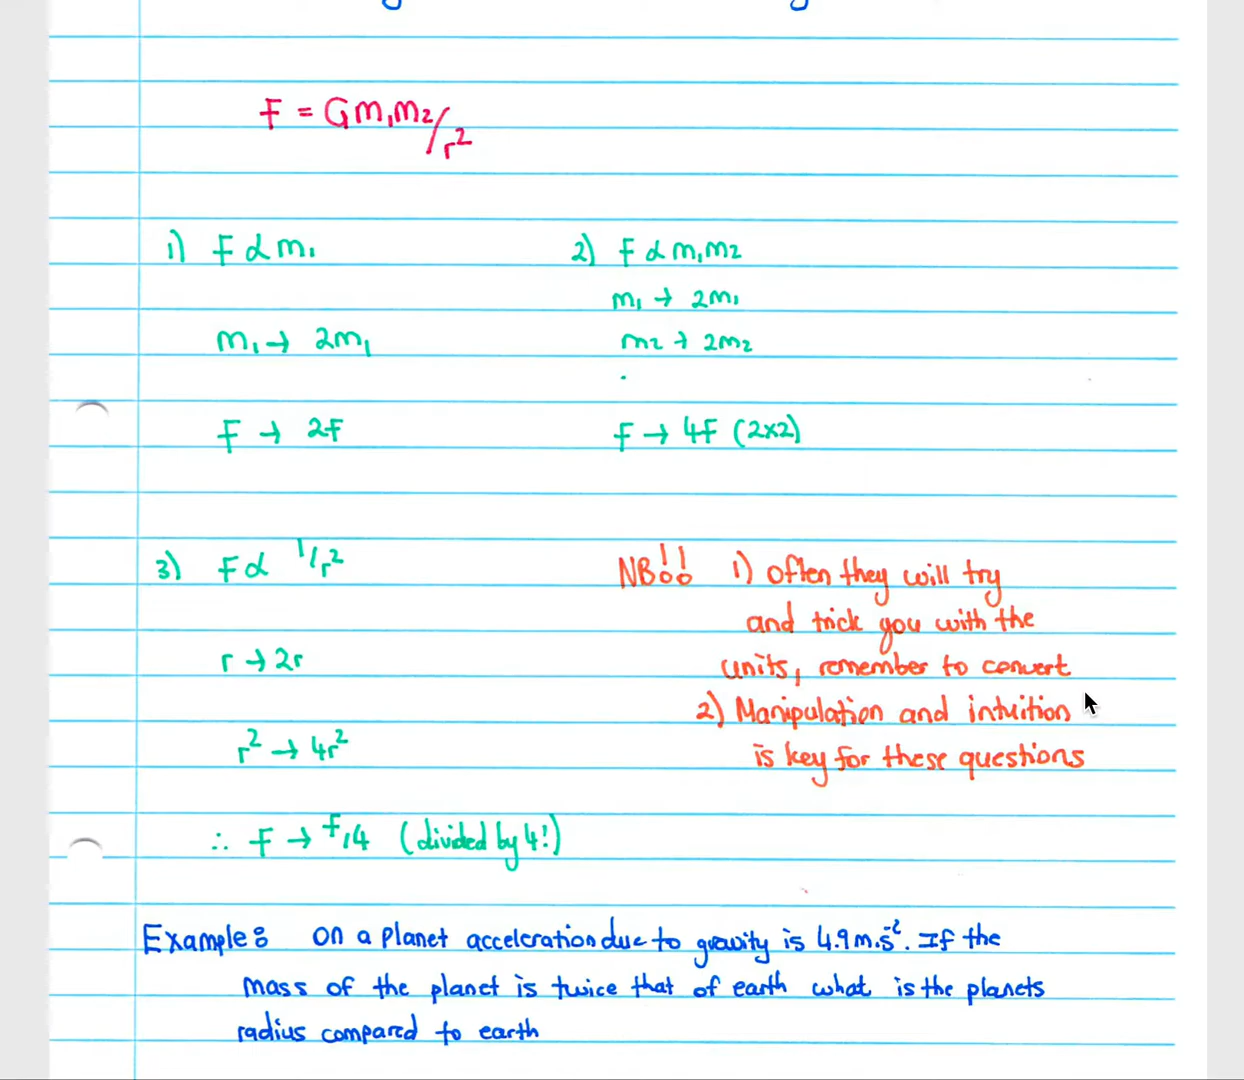 F = Gm₁m₂/r²
1) F α m₁
2) F α m₁m₂
m₁ → 2m₁
m₂ → 2m₂
m₁ → 2m₁
F → 2F
F → 4F (2×2)
3) F α 1/r²
r → 2r
r² → 4r²
∴ F → F/4 (divided by 4!)
NB!! 1) often they will try
and trick you with the
units, remember to convert
2) Manipulation and intuition
is key for these questions
Example: on a planet acceleration due to gravity is 4.9 m.s⁻². If the
mass of the planet is twice that of earth what is the planets
radius compared to earth